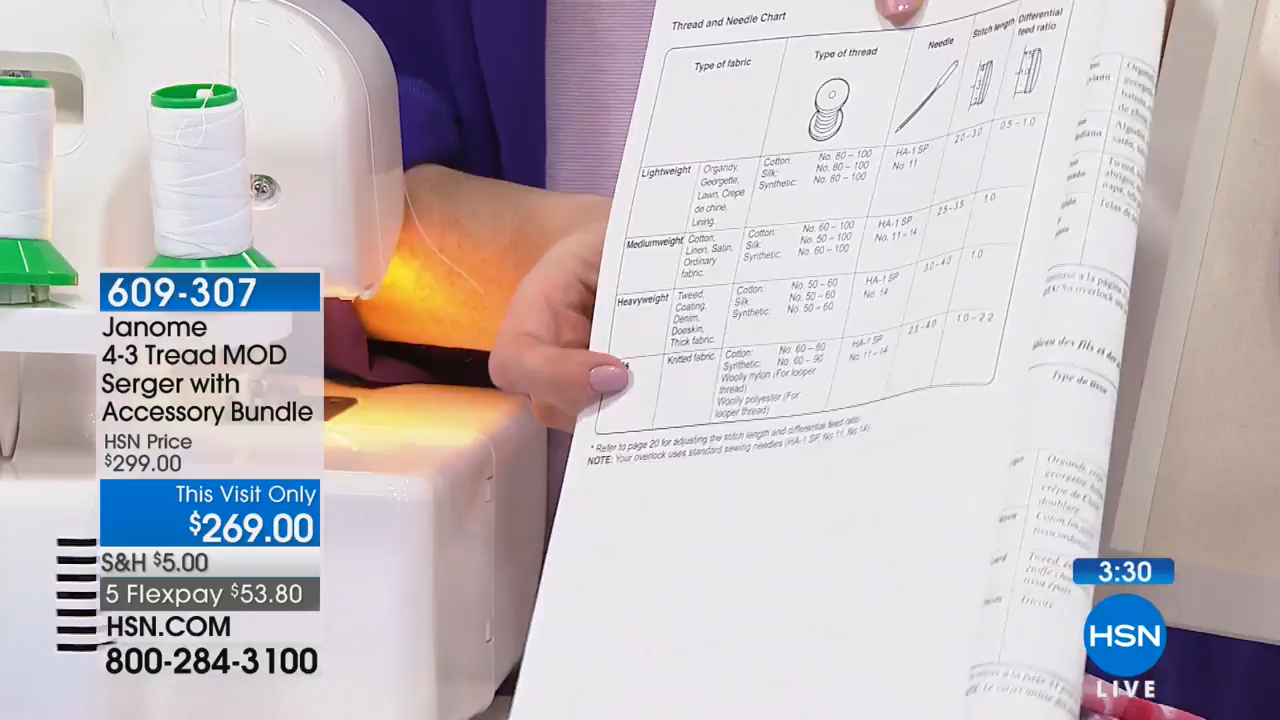 609-307
Janome
4-3 Tread MOD
Serger with
Accessory Bundle
HSN Price
$299.00
This Visit Only
$269.00
S&H $5.00
5 Flexpay $53.80
HSN.COM
800-284-3100
Thread and Needle Chart
Type of fabric
Type of thread
Needle
Stitch length
Differential
feed ratio
Lightweight
Organdy,
Georgette,
Lawn, Crepe
de chine,
Lining.
Cotton: No. 80 – 100
Silk: No. 80 – 100
Synthetic: No. 80 – 100
HA-1 SP
No. 11
2.0 - 3.0
0.5 – 1.0
Mediumweight
Cotton,
Linen, Satin,
Ordinary
fabric.
Cotton: No. 60 – 100
Silk: No. 50 – 100
Synthetic: No. 60 – 100
HA-1 SP
No. 11 – 14
2.5 - 3.5
1.0
Heavyweight
Tweed,
Coating,
Denim,
Doeskin,
Thick fabric.
Cotton: No. 50 – 60
Silk: No. 50 – 60
Synthetic: No. 50 – 60
HA-1 SP
No. 14
3.0 - 4.0
1.0
Knitted fabric.
Cotton: No. 60 – 80
Synthetic: No. 60 – 90
Woolly nylon (For looper
thread)
Woolly polyester (For
looper thread)
HA-1 SP
No. 11 – 14
2.5 - 4.0
1.0 – 2.2
* Refer to page 20 for adjusting the stitch length and differential feed ratio.
NOTE: Your overlock uses standard sewing needles (HA-1 SP No. 11, No. 14).
3:30
HSN
LIVE